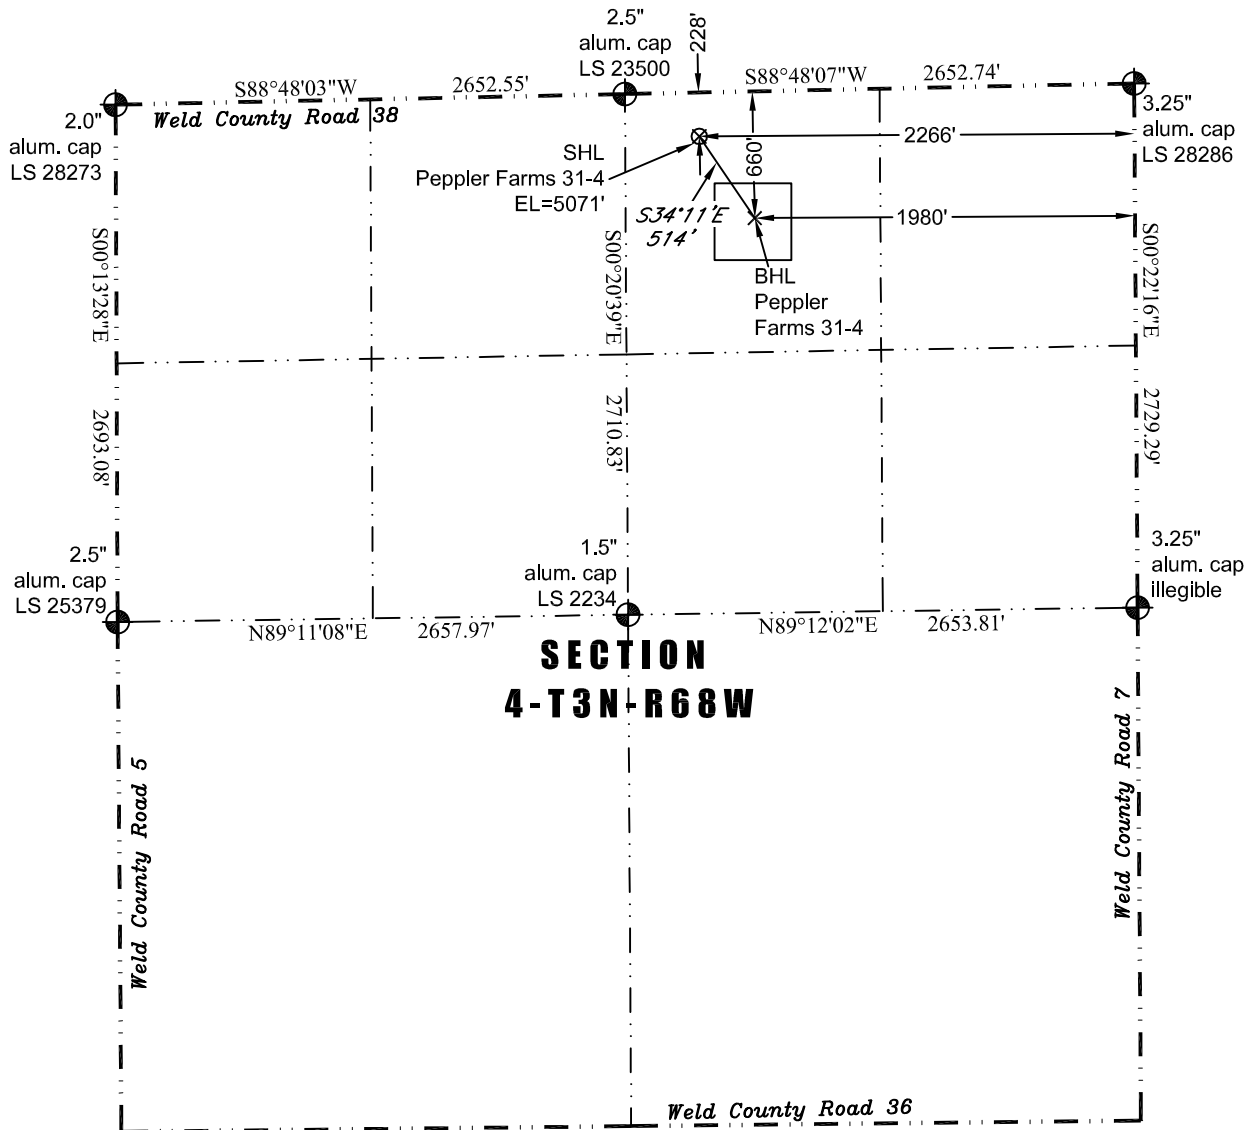 2.5"
alum. cap
LS 23500
228'
S88°48'03"W
2652.55'
S88°48'07"W
2652.74'
2.0"
alum. cap
LS 28273
Weld County Road 38
3.25"
alum. cap
LS 28286
SHL
Peppler Farms 31-4
EL=5071'
2266'
660'
S34°11'E
514'
1980'
BHL
Peppler
Farms 31-4
S00°13'28"E
S00°20'39"E
S00°22'16"E
2693.08'
2710.83'
2729.29'
2.5"
alum. cap
LS 25379
1.5"
alum. cap
LS 2234
3.25"
alum. cap
illegible
N89°11'08"E
2657.97'
N89°12'02"E
2653.81'
SECTION
4-T3N-R68W
Weld County Road 5
Weld County Road 7
Weld County Road 36